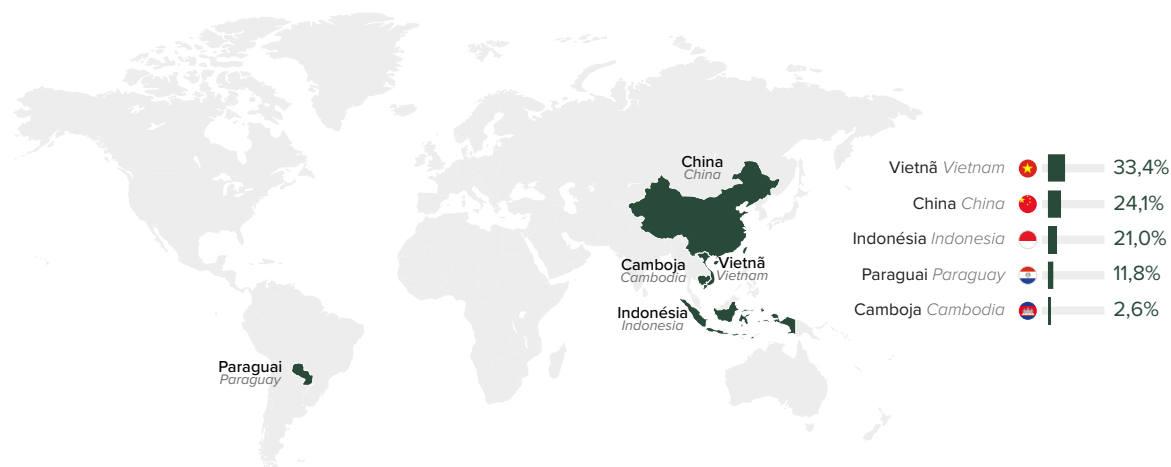 China
China
Camboja
Cambodia
Vietnã
Vietnam
Indonésia
Indonesia
Paraguai
Paraguay
Vietnã Vietnam 33,4%
China China 24,1%
Indonésia Indonesia 21,0%
Paraguai Paraguay 11,8%
Camboja Cambodia 2,6%